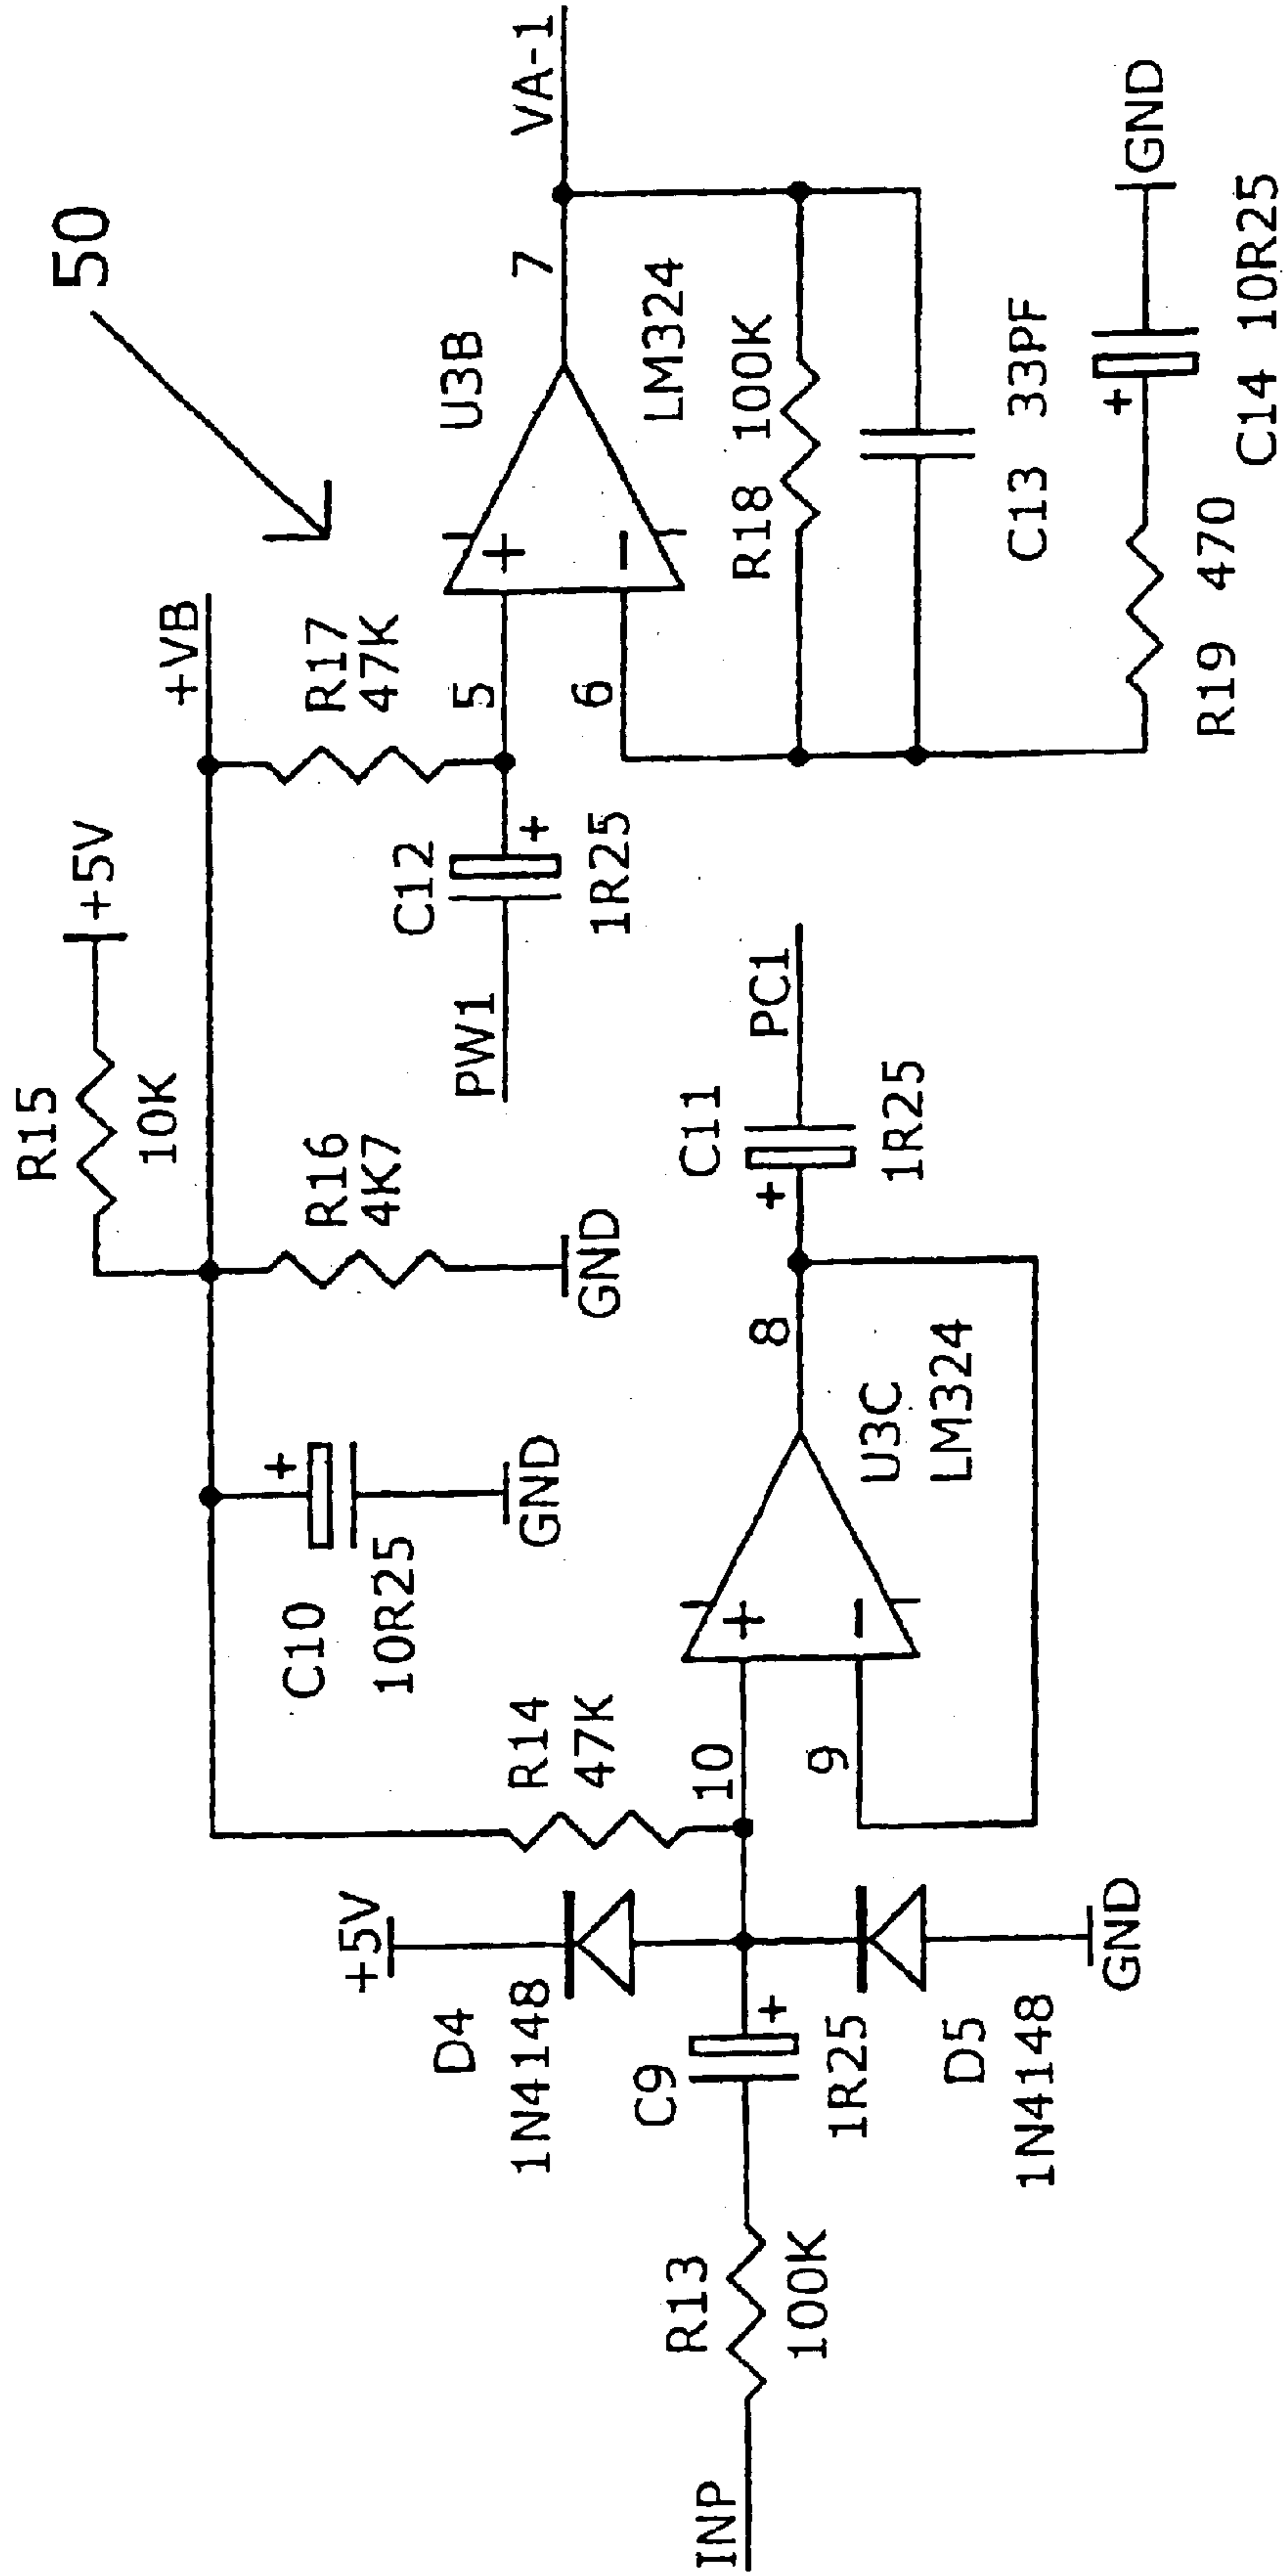 50
R15
10K
+5V
+VB
R16
4K7
GND
R17
47K
C10
10R25
GND
PW1
C12
1R25
5
6
U3B
LM324
7
VA-1
R18 100K
C13 33PF
R19 470
C14 10R25
GND
INP
R13
100K
C9
1R25
+
+5V
D4
1N4148
D5
1N4148
GND
R14
47K
10
9
+
−
U3C
LM324
8
+
C11
1R25
PC1
+
+
+
−
+